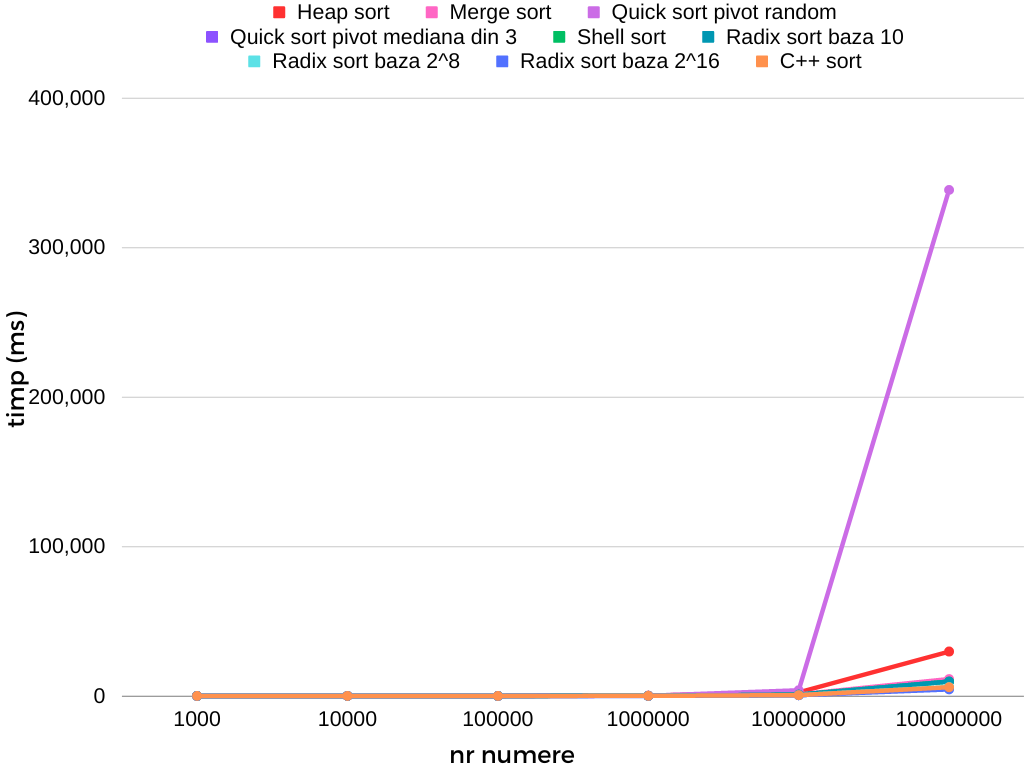 Heap sort Merge sort Quick sort pivot random
Quick sort pivot mediana din 3 Shell sort Radix sort baza 10
Radix sort baza 2^8 Radix sort baza 2^16 C++ sort
400,000
300,000
200,000
100,000
0
timp (ms)
1000 10000 100000 1000000 10000000 100000000
nr numere